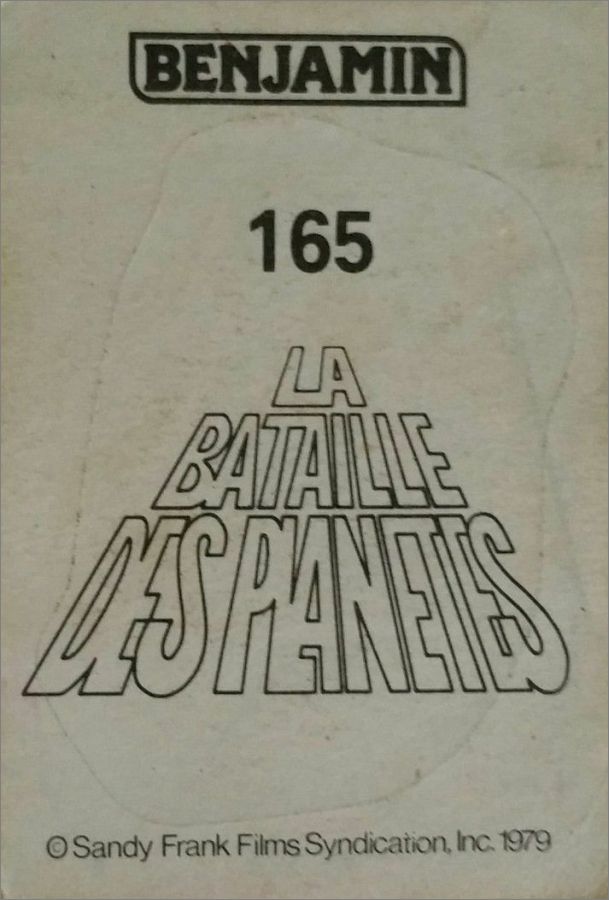 BENJAMIN
165
LA
BATAILLE
DES PLANETES
© Sandy Frank Films Syndication, Inc. 1979